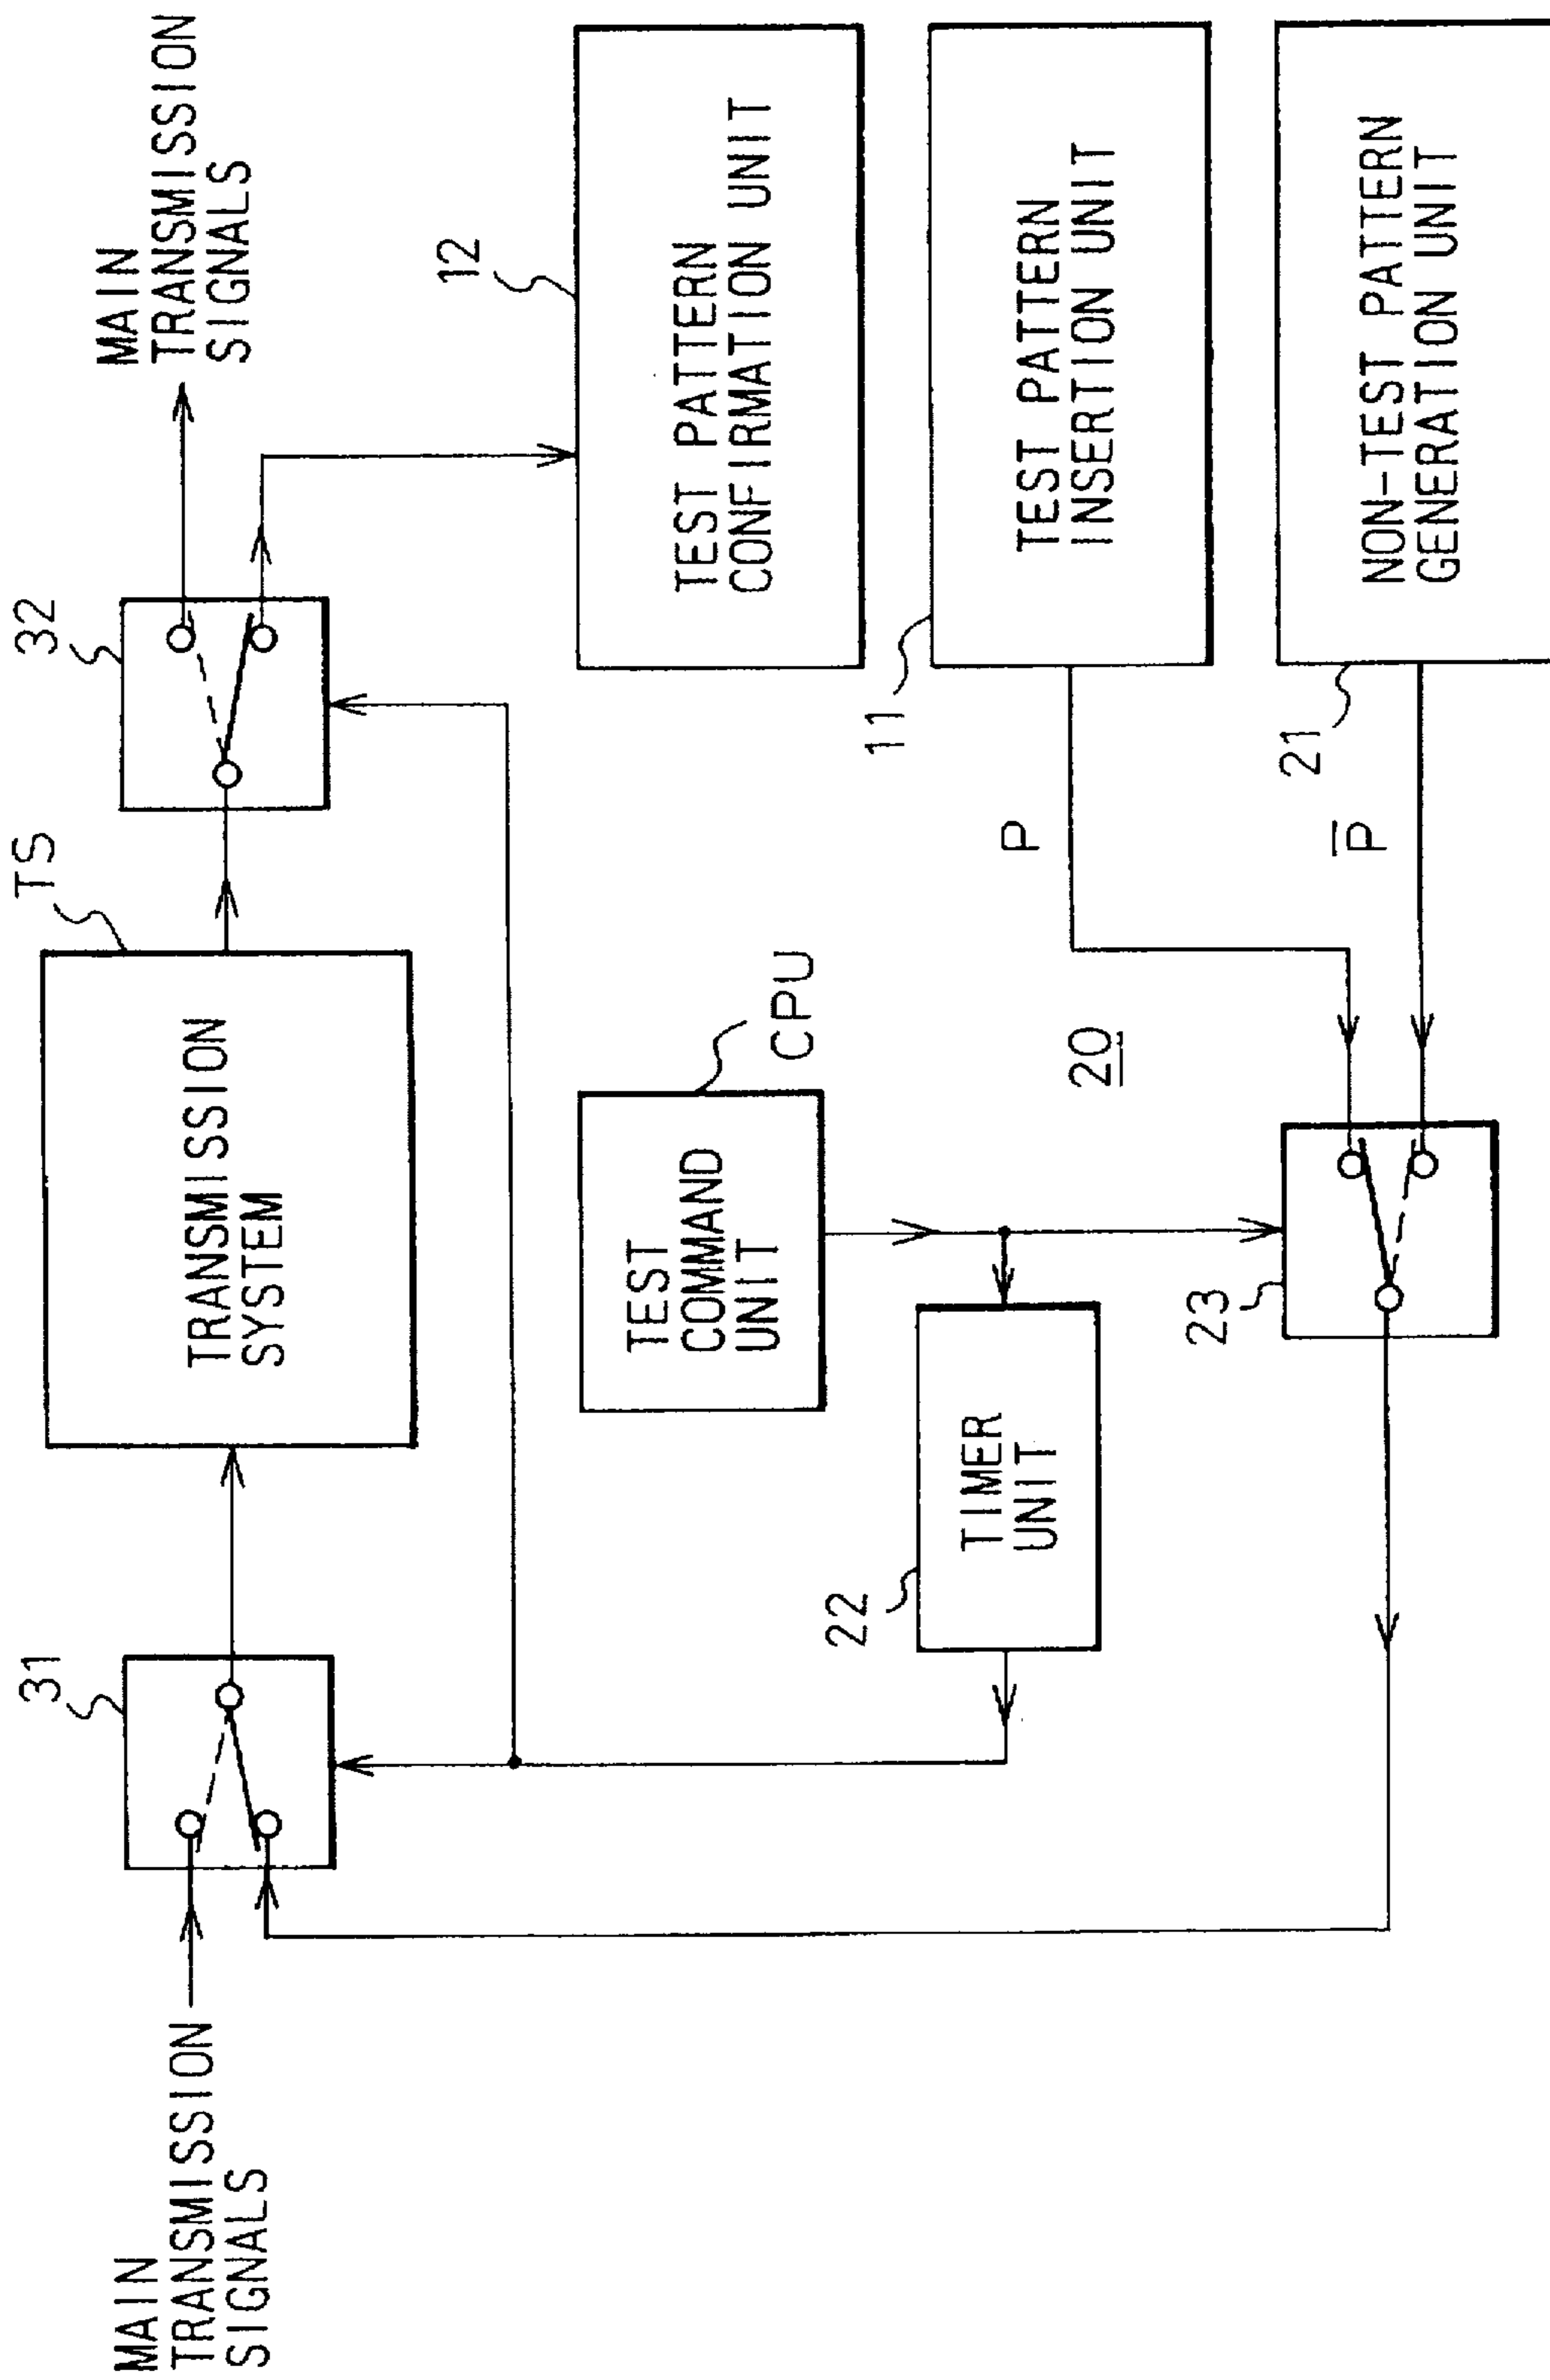 MAIN
TRANSMISSION
SIGNALS
31
TRANSMISSION
SYSTEM
TS
32
MAIN
TRANSMISSION
SIGNALS
TEST
COMMAND
UNIT
CPU
12
TEST PATTERN
CONFIRMATION UNIT
22
TIMER
UNIT
20
11
TEST PATTERN
INSERTION UNIT
P
23
P̅
21
NON-TEST PATTERN
GENERATION UNIT